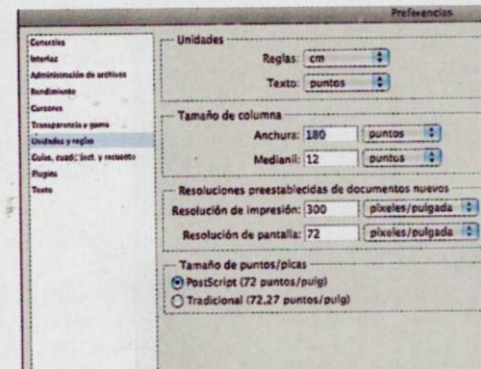 Preferencias
Generales
Interfaz
Administración de archivos
Rendimiento
Cursores
Transparencia y gama
Unidades y reglas
Guías, cuadr., sect. y recuento
Plugins
Texto
Unidades
Reglas: cm
Texto: puntos
Tamaño de columna
Anchura: 180 puntos
Medianil: 12 puntos
Resoluciones preestablecidas de documentos nuevos
Resolución de impresión: 300 píxeles/pulgada
Resolución de pantalla: 72 píxeles/pulgada
Tamaño de puntos/picas
PostScript (72 puntos/pulg)
Tradicional (72,27 puntos/pulg)